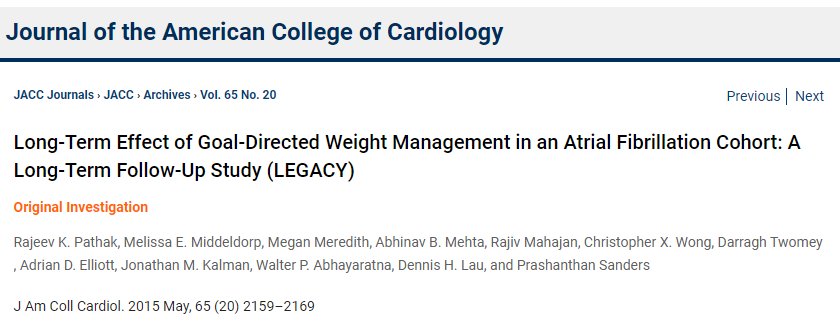 Journal of the American College of Cardiology
JACC Journals › JACC › Archives › Vol. 65 No. 20
Previous | Next
Long-Term Effect of Goal-Directed Weight Management in an Atrial Fibrillation Cohort: A
Long-Term Follow-Up Study (LEGACY)
Original Investigation
Rajeev K. Pathak, Melissa E. Middeldorp, Megan Meredith, Abhinav B. Mehta, Rajiv Mahajan, Christopher X. Wong, Darragh Twomey
, Adrian D. Elliott, Jonathan M. Kalman, Walter P. Abhayaratna, Dennis H. Lau, and Prashanthan Sanders
J Am Coll Cardiol. 2015 May, 65 (20) 2159–2169